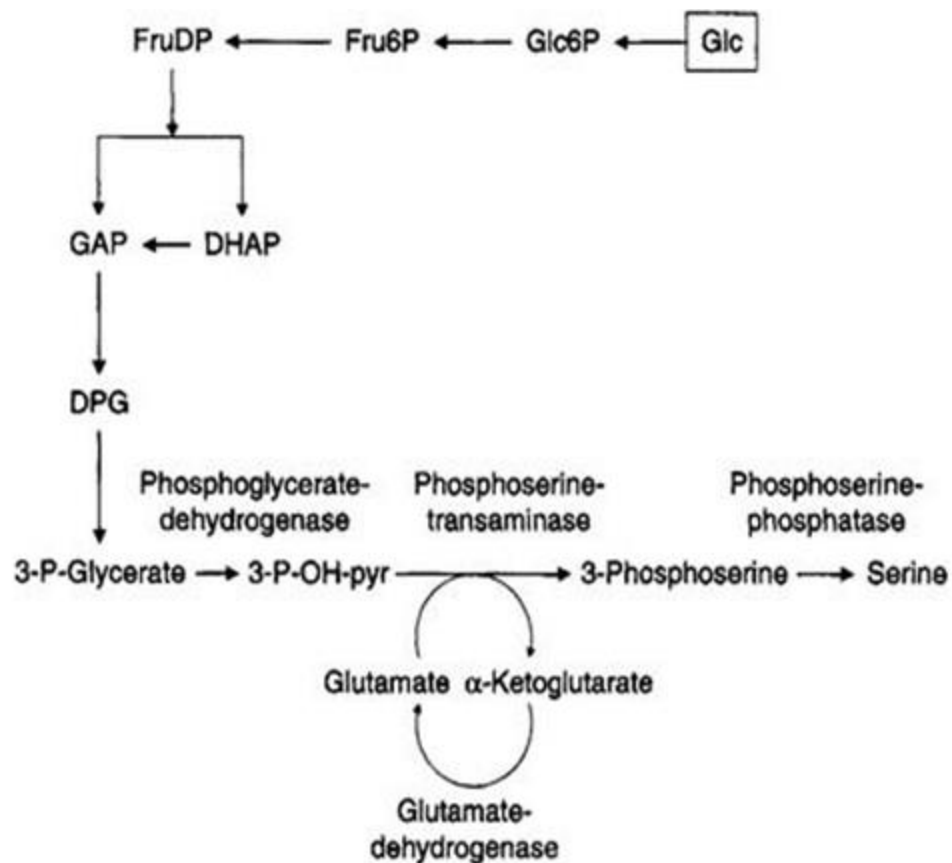 FruDP Fru6P Glc6P Glc
GAP DHAP
DPG
Phosphoglycerate-
dehydrogenase
Phosphoserine-
transaminase
Phosphoserine-
phosphatase
3-P-Glycerate 3-P-OH-pyr 3-Phosphoserine Serine
Glutamate α-Ketoglutarate
Glutamate-
dehydrogenase